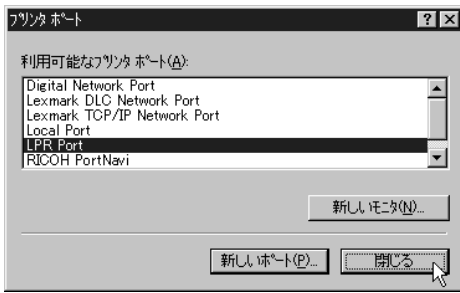 プリンタ ポート
利用可能なプリンタ ポート(A):
Digital Network Port
Lexmark DLC Network Port
Lexmark TCP/IP Network Port
Local Port
LPR Port
RICOH PortNavi
新しいモニタ(N)...
新しいポート(P)...
閉じる